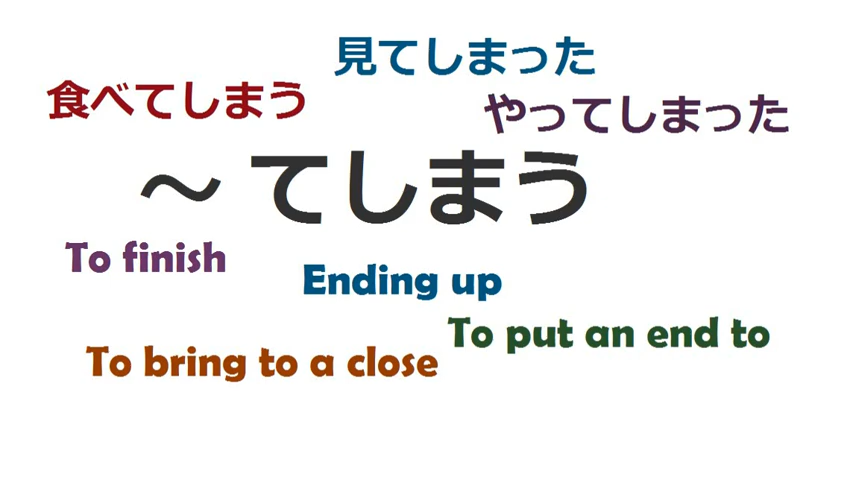 見てしまった
食べてしまう
やってしまった
～ てしまう
To finish
Ending up
To put an end to
To bring to a close